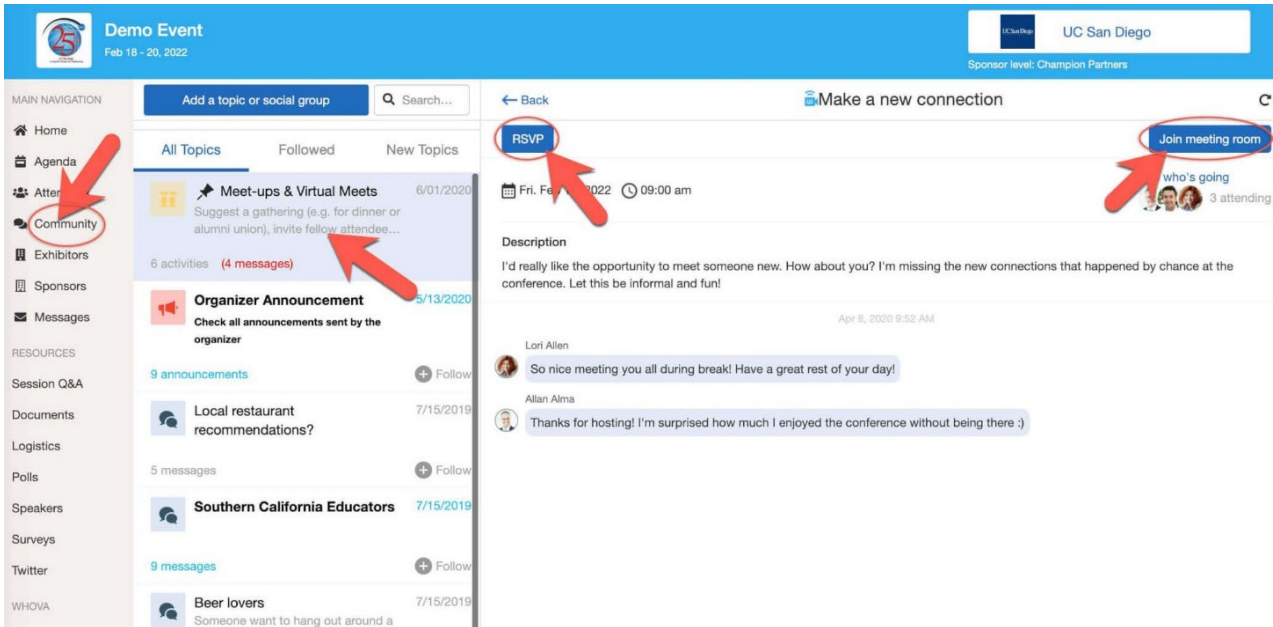 25
Demo Event
Feb 18 - 20, 2022
UC San Diego
UC San Diego
Sponsor level: Champion Partners
MAIN NAVIGATION
Home
Agenda
Community
Exhibitors
Sponsors
Messages
RESOURCES
Session Q&A
Documents
Logistics
Polls
Speakers
Surveys
Twitter
WHOVA
Add a topic or social group
Search...
All Topics
Followed
New Topics
Meet-ups & Virtual Meets
6/01/2020
Suggest a gathering (e.g. for dinner or
alumni union), invite fellow attendee...
6 activities (4 messages)
Organizer Announcement
5/13/2020
Check all announcements sent by the
organizer
9 announcements
Follow
Local restaurant
7/15/2019
recommendations?
5 messages
Follow
Southern California Educators
7/15/2019
9 messages
Follow
Beer lovers
7/15/2019
Someone want to hang out around a
← Back
Make a new connection
RSVP
Join meeting room
Fri. 2022 09:00 am
who's going
3 attending
Description
I'd really like the opportunity to meet someone new. How about you? I'm missing the new connections that happened by chance at the
conference. Let this be informal and fun!
Apr 8, 2020 9:52 AM
Lori Allen
So nice meeting you all during break! Have a great rest of your day!
Allan Alma
Thanks for hosting! I'm surprised how much I enjoyed the conference without being there :)